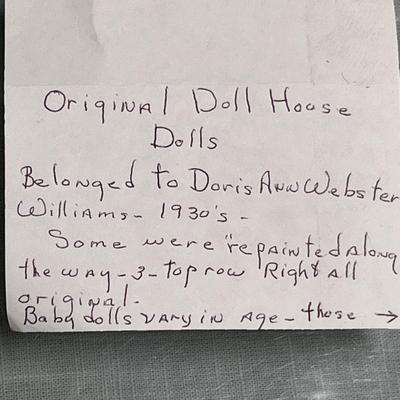 Original Doll House
Dolls
Belonged to Doris Ann Webster
Williams - 1930's -
Some were "repainted along
the way - 3 - top row Right all
original.
Baby dolls vary in age - those →